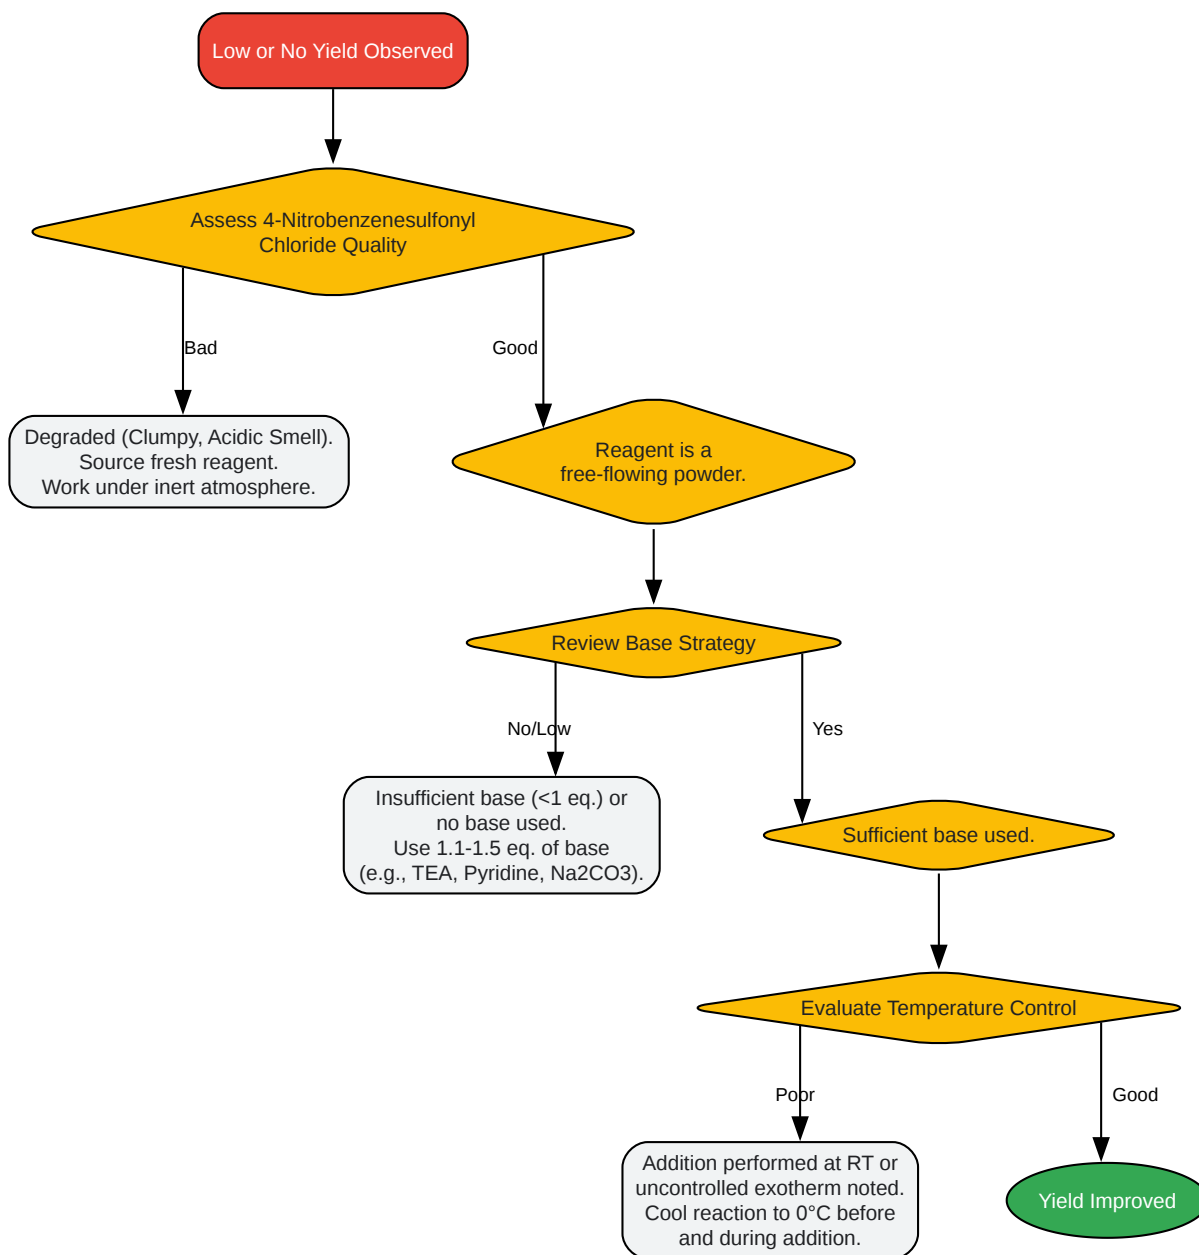 Low or No Yield Observed
Assess 4-Nitrobenzenesulfonyl
Chloride Quality
Bad
Good
Degraded (Clumpy, Acidic Smell).
Source fresh reagent.
Work under inert atmosphere.
Reagent is a
free-flowing powder.
Review Base Strategy
No/Low
Yes
Insufficient base (<1 eq.) or
no base used.
Use 1.1-1.5 eq. of base
(e.g., TEA, Pyridine, Na2CO3).
Sufficient base used.
Evaluate Temperature Control
Poor
Good
Addition performed at RT or
uncontrolled exotherm noted.
Cool reaction to 0°C before
and during addition.
Yield Improved